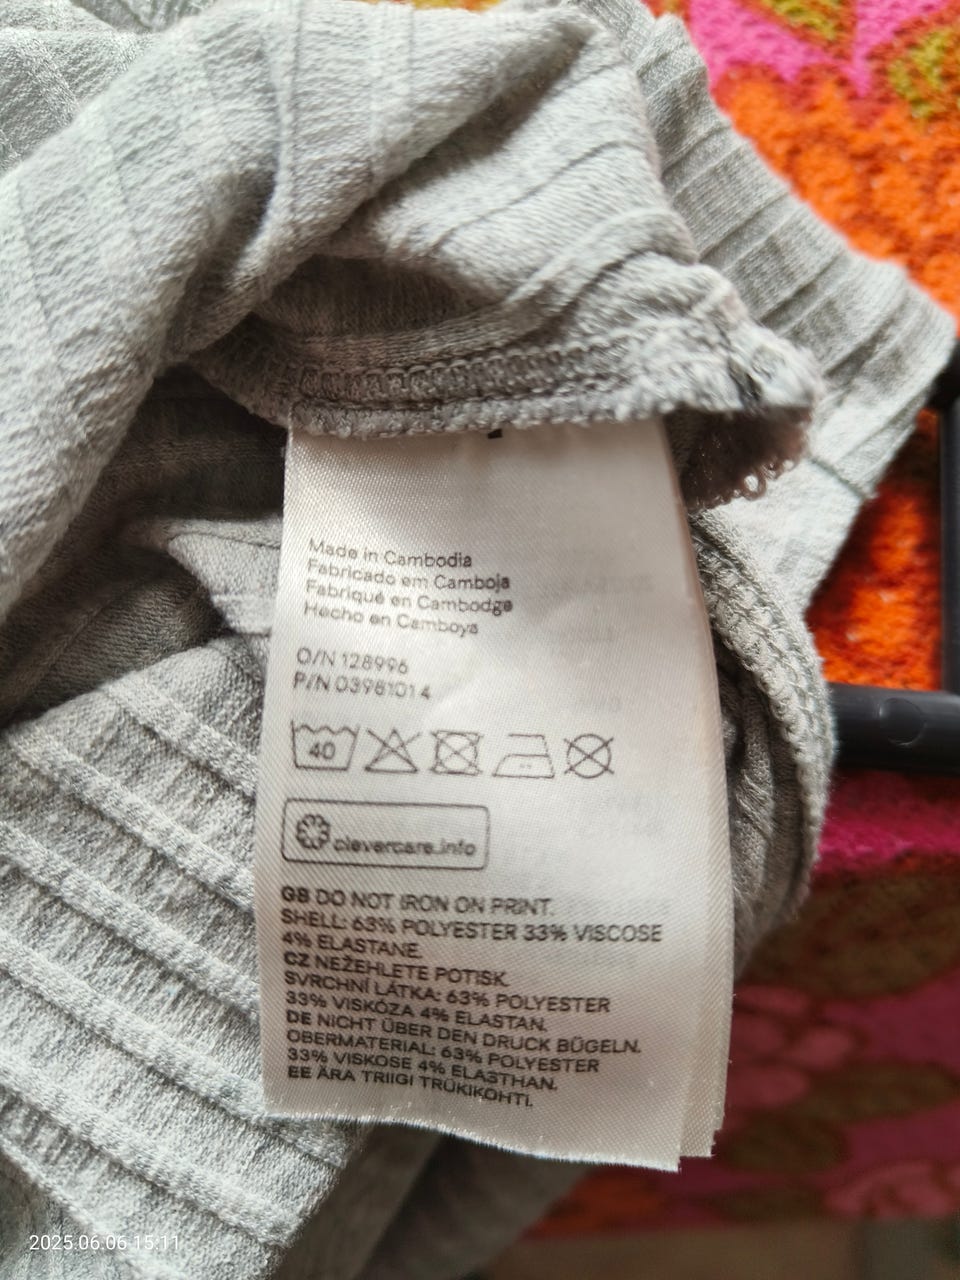 Made in Cambodia
Fabricado em Camboja
Fabriqué en Cambodge
Hecho en Camboya
O/N 128996
P/N 03981014
40
clevercare.info
GB DO NOT IRON ON PRINT.
SHELL: 63% POLYESTER 33% VISCOSE
4% ELASTANE.
CZ NEŽEHLETE POTISK.
SVRCHNÍ LÁTKA: 63% POLYESTER
33% VISKÓZA 4% ELASTAN.
DE NICHT ÜBER DEN DRUCK BÜGELN.
OBERMATERIAL: 63% POLYESTER
33% VISKOSE 4% ELASTHAN.
EE ÄRA TRIIGI TRÜKIKOHTI.
2025.06.06 15:11